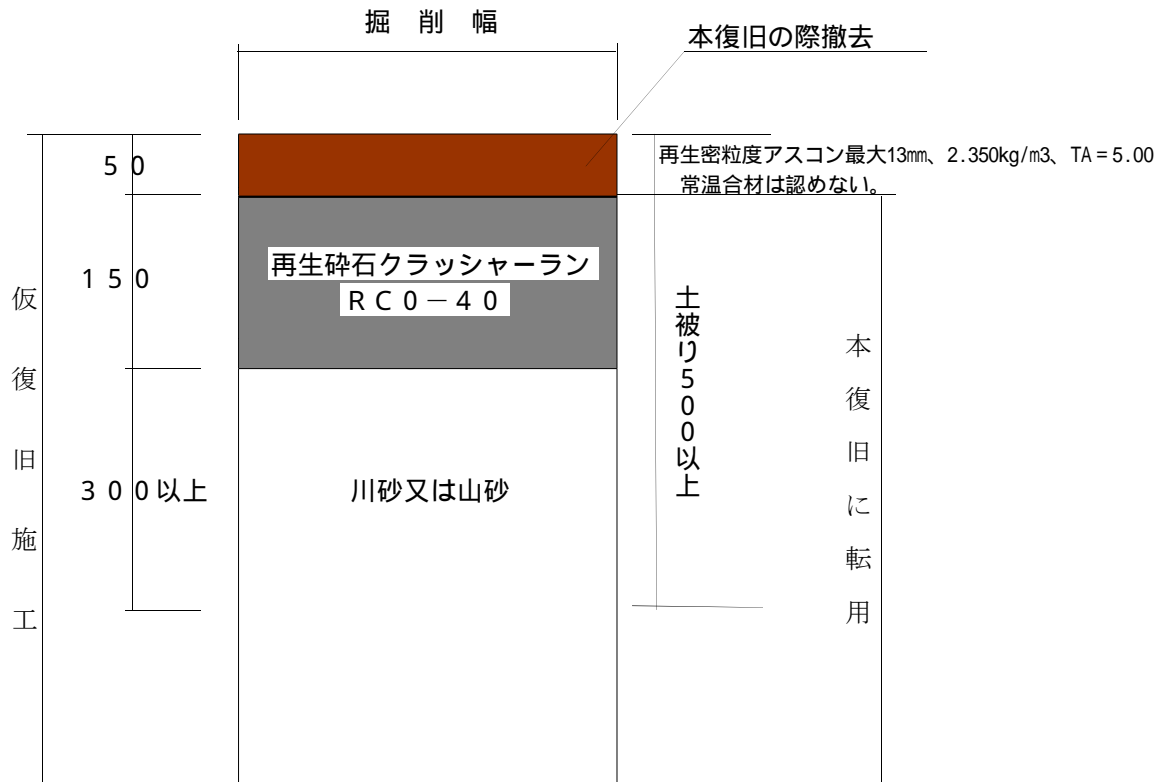 掘削幅
本復旧の際撤去
50
再生密粒度アスコン最大13㎜、2.350kg/m3、TA=5.00
常温合材は認めない。
150
再生砕石クラッシャーラン
RC0-40
仮復旧施工
土被り500以上
本復旧に転用
300以上
川砂又は山砂